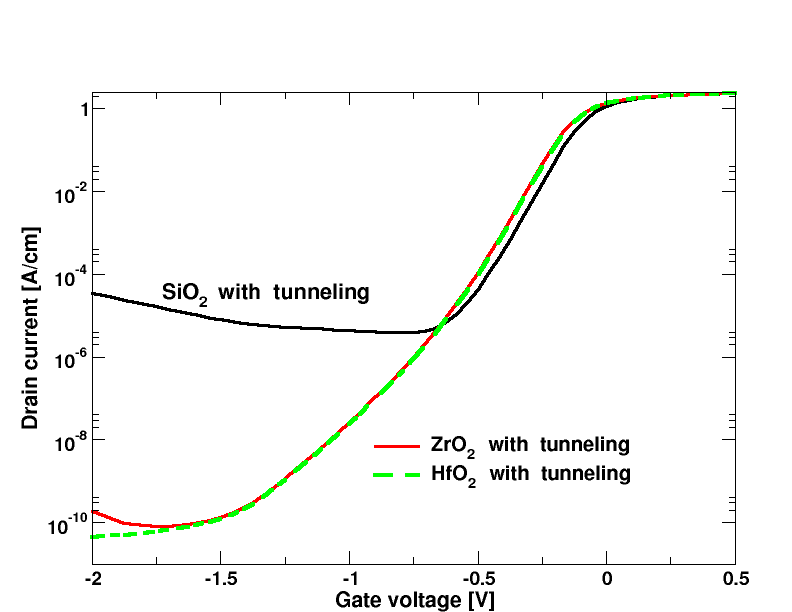 1
10^-2
10^-4
10^-6
10^-8
10^-10
Drain current [A/cm]
SiO2 with tunneling
ZrO2 with tunneling
HfO2 with tunneling
-2 -1.5 -1 -0.5 0 0.5
Gate voltage [V]